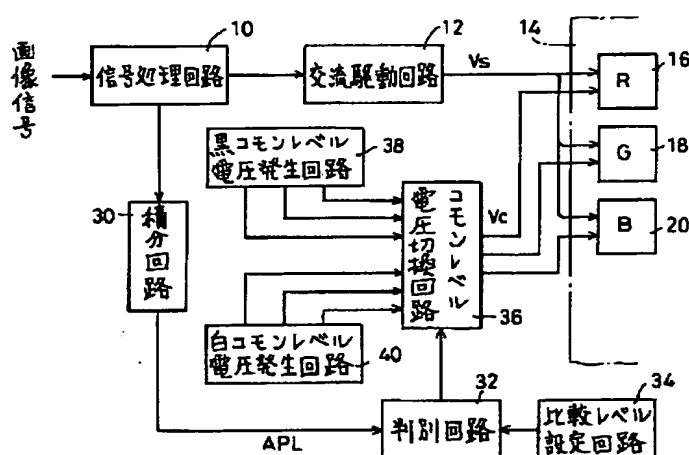 画像信号
10
信号処理回路
12
交流駆動回路
Vs
14
R
16
G
18
B
20
黒コモンレベル
電圧発生回路
38
30
積分回路
コモンレベル
電圧切換回路
36
Vc
白コモンレベル
電圧発生回路
40
APL
32
判別回路
34
比較レベル
設定回路